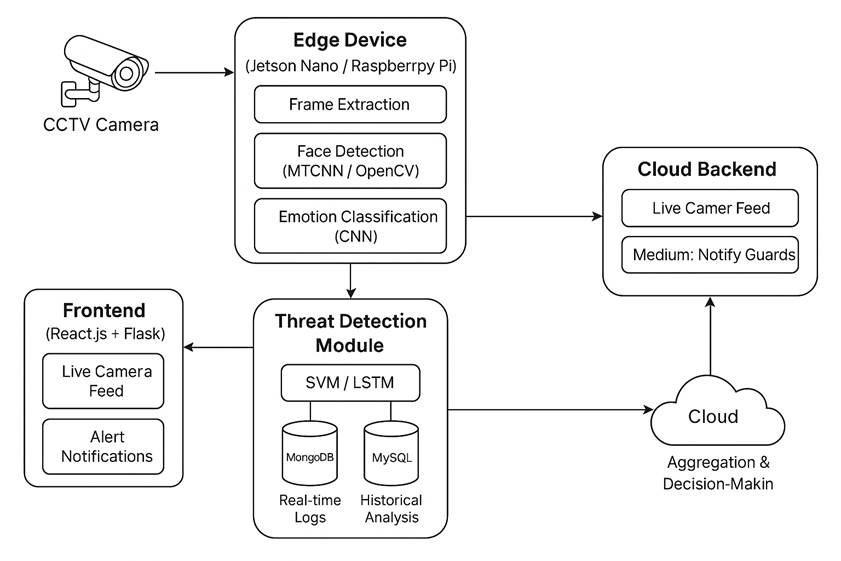 CCTV Camera
Edge Device
(Jetson Nano / Raspberrpy Pi)
Frame Extraction
Face Detection
(MTCNN / OpenCV)
Emotion Classification
(CNN)
Cloud Backend
Live Camer Feed
Medium: Notify Guards
Frontend
(React.js + Flask)
Live Camera
Feed
Alert
Notifications
Threat Detection
Module
SVM / LSTM
MongoDB
MySQL
Real-time
Logs
Historical
Analysis
Cloud
Aggregation &
Decision-Makin